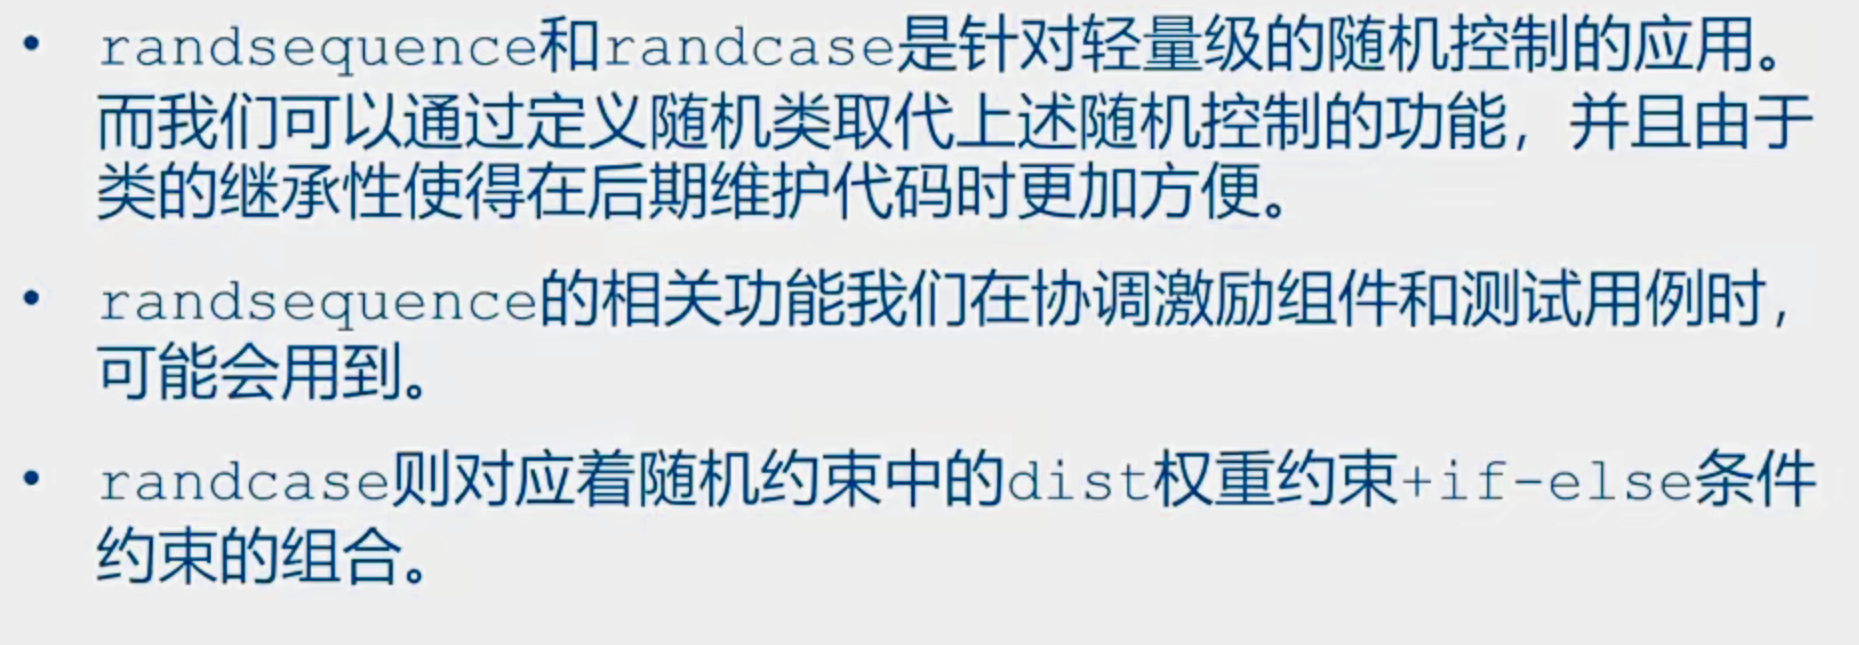 • randsequence和randcase是针对轻量级的随机控制的应用。
而我们可以通过定义随机类取代上述随机控制的功能，并且由于
类的继承性使得在后期维护代码时更加方便。
• randsequence的相关功能我们在协调激励组件和测试用例时，
可能会用到。
• randcase则对应着随机约束中的dist权重约束+if-else条件
约束的组合。